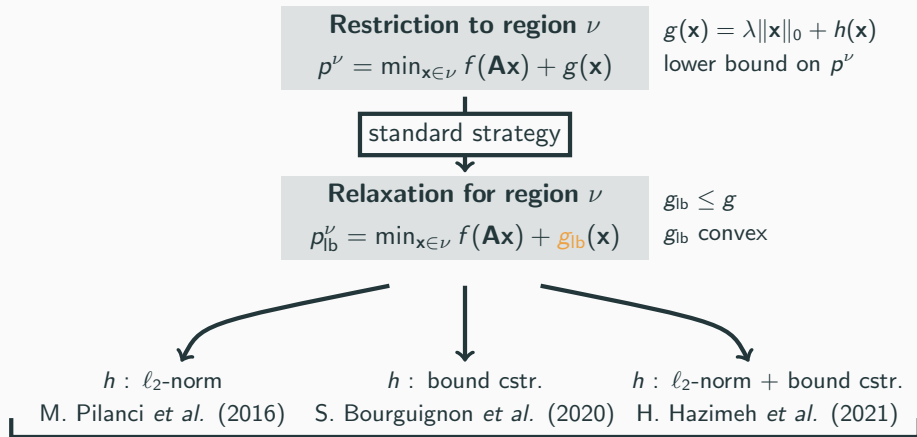 Restriction to region ν
g(x) = λ‖x‖₀ + h(x)
p^ν = min_{x∈ν} f(Ax) + g(x)
lower bound on p^ν
standard strategy
Relaxation for region ν
g_lb ≤ g
p^ν_lb = min_{x∈ν} f(Ax) + g_lb(x)
g_lb convex
h : ℓ₂-norm
M. Pilanci et al. (2016)
h : bound cstr.
S. Bourguignon et al. (2020)
h : ℓ₂-norm + bound cstr.
H. Hazimeh et al. (2021)